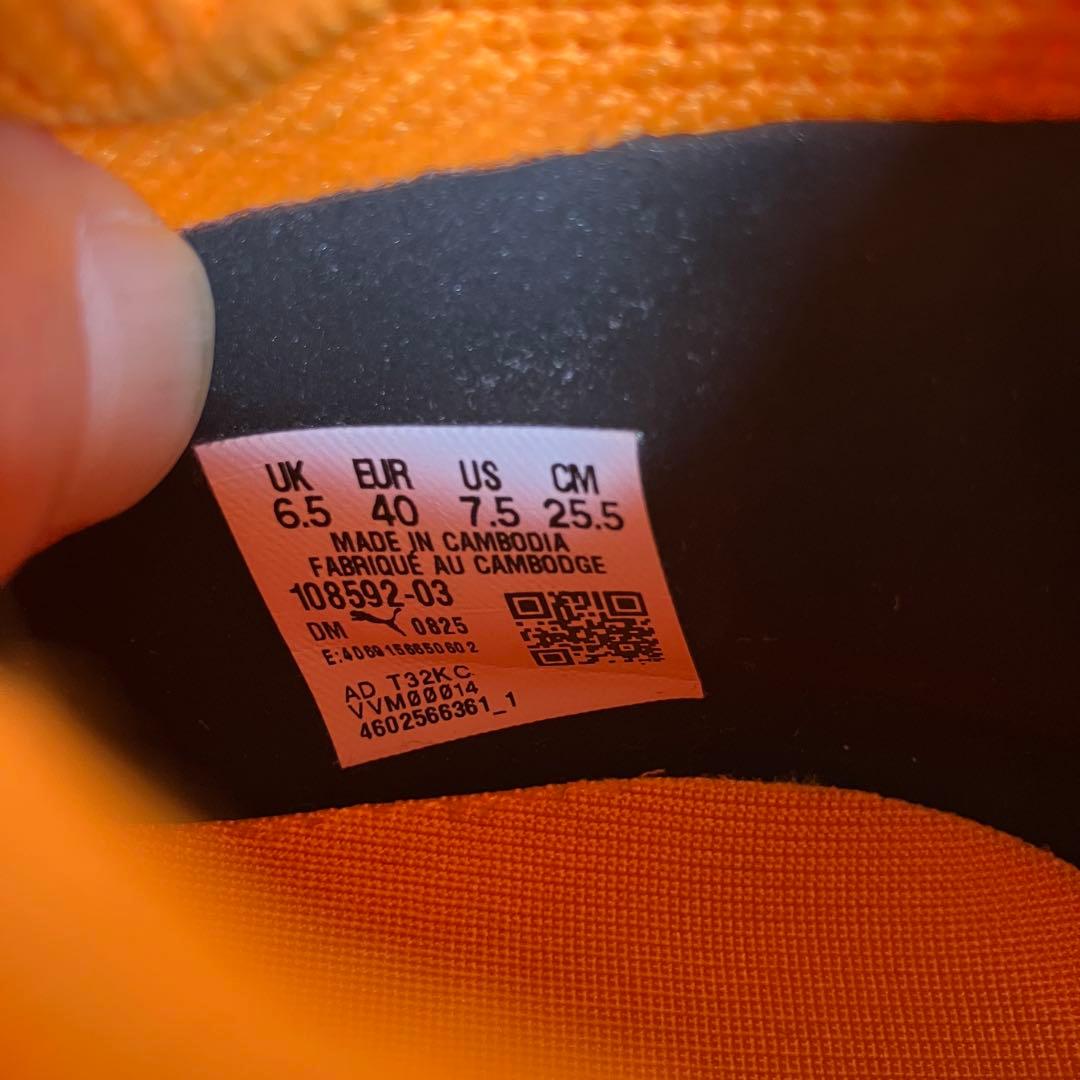 UK EUR US CM
6.5 40 7.5 25.5
MADE IN CAMBODIA
FABRIQUÉ AU CAMBODGE
108592-03
DM 0825
E:4069156650602
AD T32KC
VVM00014
4602566361_1